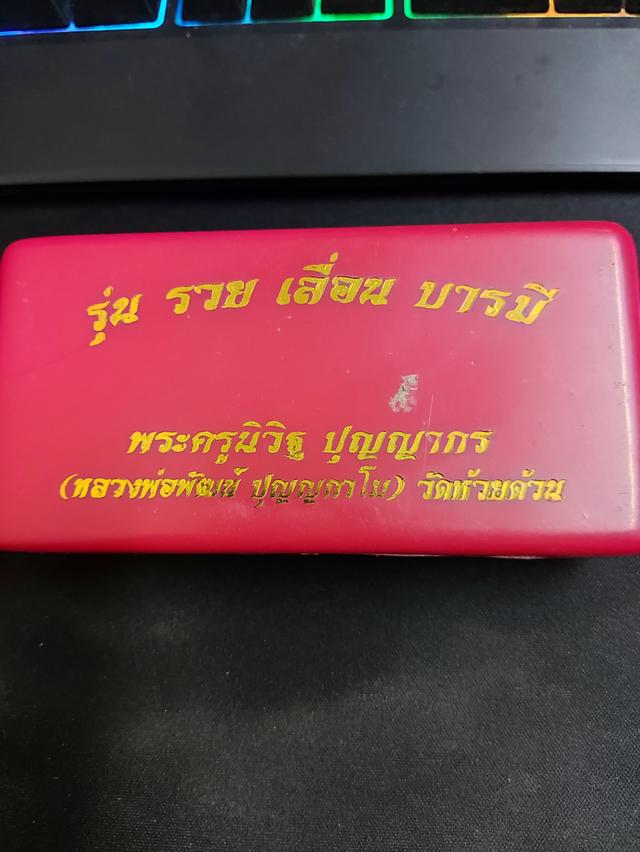 รุ่น รวย เลื่อน บารมี
พระครูนิวิฐ ปุญญากร
(หลวงพ่อพัฒน์ ปุญญกาโม) วัดห้วยด้วน